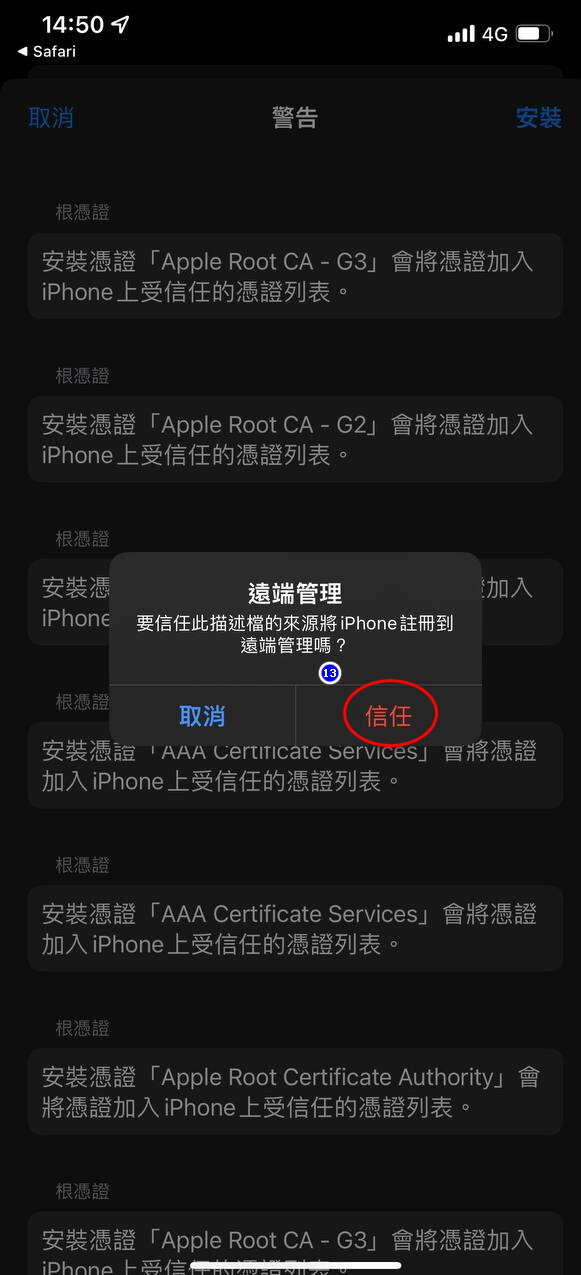 14:50
4G
◀ Safari
取消
警告
安裝
根憑證
安裝憑證「Apple Root CA - G3」會將憑證加入
iPhone上受信任的憑證列表。
根憑證
安裝憑證「Apple Root CA - G2」會將憑證加入
iPhone上受信任的憑證列表。
根憑證
安裝憑
證加入
iPhone
遠端管理
要信任此描述檔的來源將iPhone註冊到
遠端管理嗎？
13
取消
信任
根憑證
安裝憑證「AAA Certificate Services」會將憑證
加入iPhone上受信任的憑證列表。
根憑證
安裝憑證「AAA Certificate Services」會將憑證
加入iPhone上受信任的憑證列表。
根憑證
安裝憑證「Apple Root Certificate Authority」會
將憑證加入iPhone上受信任的憑證列表。
根憑證
安裝憑證「Apple Root CA - G3」會將憑證加入
iPhone上受信任的憑證列表。